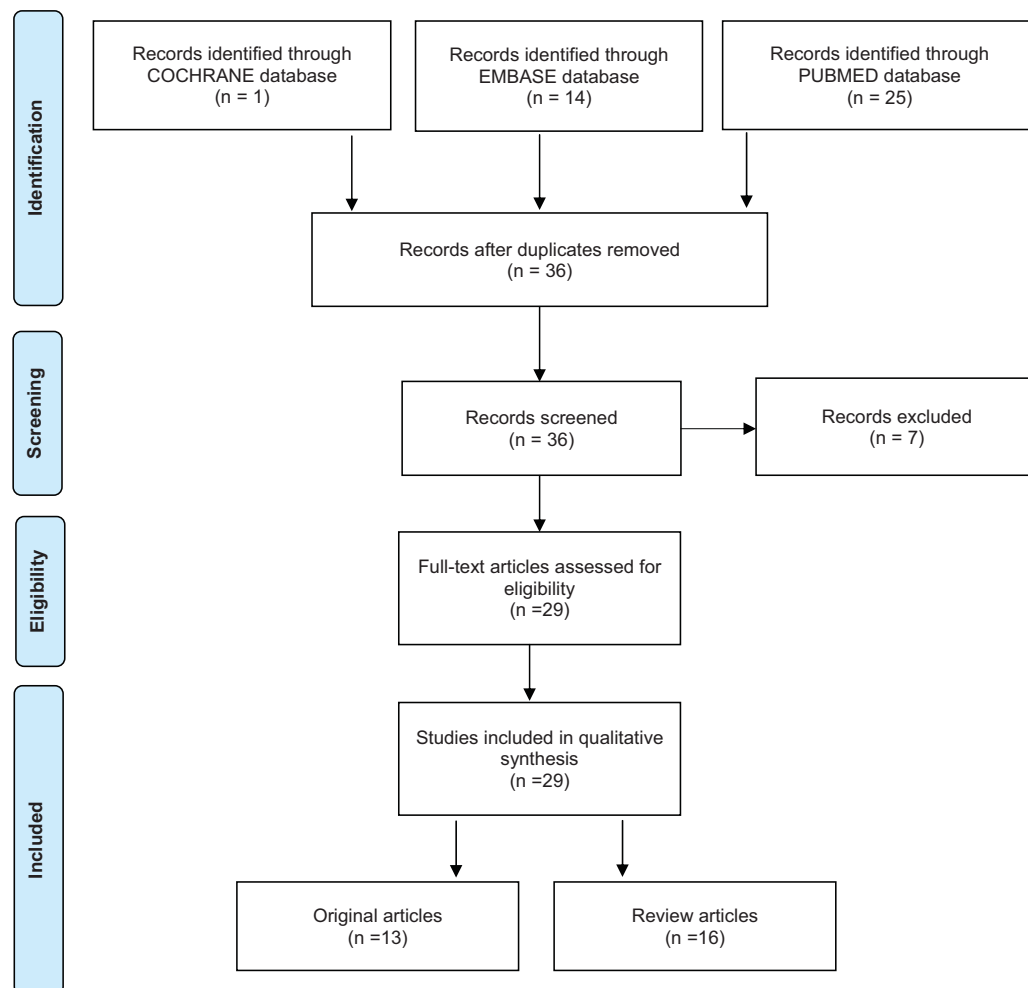 Identification
Records identified through
COCHRANE database
(n = 1)
Records identified through
EMBASE database
(n = 14)
Records identified through
PUBMED database
(n = 25)
Records after duplicates removed
(n = 36)
Screening
Records screened
(n = 36)
Records excluded
(n = 7)
Eligibility
Full-text articles assessed for
eligibility
(n =29)
Included
Studies included in qualitative
synthesis
(n =29)
Original articles
(n =13)
Review articles
(n =16)